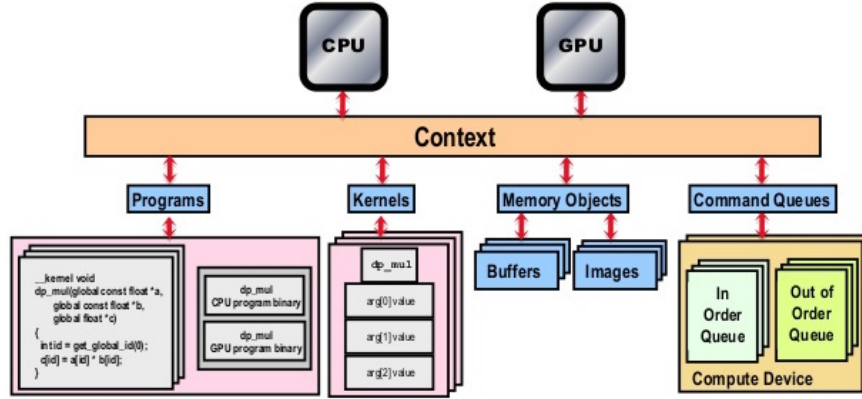 CPU
GPU
Context
Programs
Kernels
Memory Objects
Command Queues
__kernel void
dp_mul(global const float *a,
global const float *b,
global float *c)
{
int id = get_global_id(0);
c[id] = a[id] * b[id];
}
dp_mul
CPU program binary
dp_mul
GPU program binary
dp_mul
arg[0] value
arg[1] value
arg[2] value
Buffers
Images
In
Order
Queue
Out of
Order
Queue
Compute Device